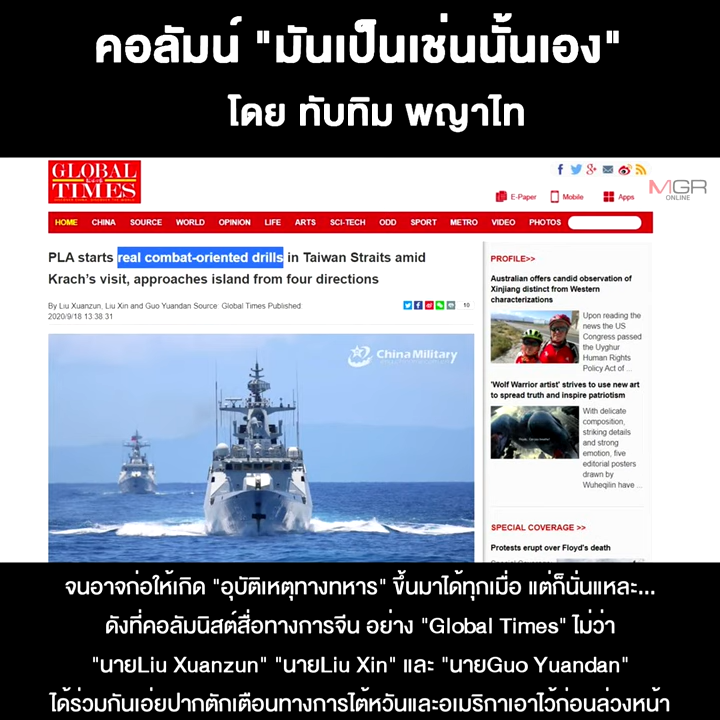 คอลัมน์ "มันเป็นเช่นนั้นเอง"
โดย ทับทิม พญาไท
GLOBAL
TIMES
E-Paper
Mobile
Apps
MGR
ONLINE
HOME CHINA SOURCE WORLD OPINION LIFE ARTS SCI-TECH ODD SPORT METRO VIDEO PHOTOS
PLA starts real combat-oriented drills in Taiwan Straits amid
Krach's visit, approaches island from four directions
By Liu Xuanzun, Liu Xin and Guo Yuandan Source: Global Times Published:
2020/9/18 13:38:31
10
China Military
PROFILE>>
Australian offers candid observation of
Xinjiang distinct from Western
characterizations
Upon reading the
news the US
Congress passed
the Uyghur
Human Rights
Policy Act of ...
'Wolf Warrior artist' strives to use new art
to spread truth and inspire patriotism
With delicate
composition,
striking details
and strong
emotion, five
editorial posters
drawn by
Wuheqilin have ...
SPECIAL COVERAGE >>
Protests erupt over Floyd's death
จนอาจก่อให้เกิด "อุบัติเหตุทางทหาร" ขึ้นมาได้ทุกเมื่อ แต่ก็นั่นแหละ...
ดังที่คอลัมนิสต์สื่อทางการจีน อย่าง "Global Times" ไม่ว่า
"นายLiu Xuanzun" "นายLiu Xin" และ "นายGuo Yuandan"
ได้ร่วมกันเอ่ยปากตักเตือนทางการไต้หวันและอเมริกาเอาไว้ก่อนล่วงหน้า